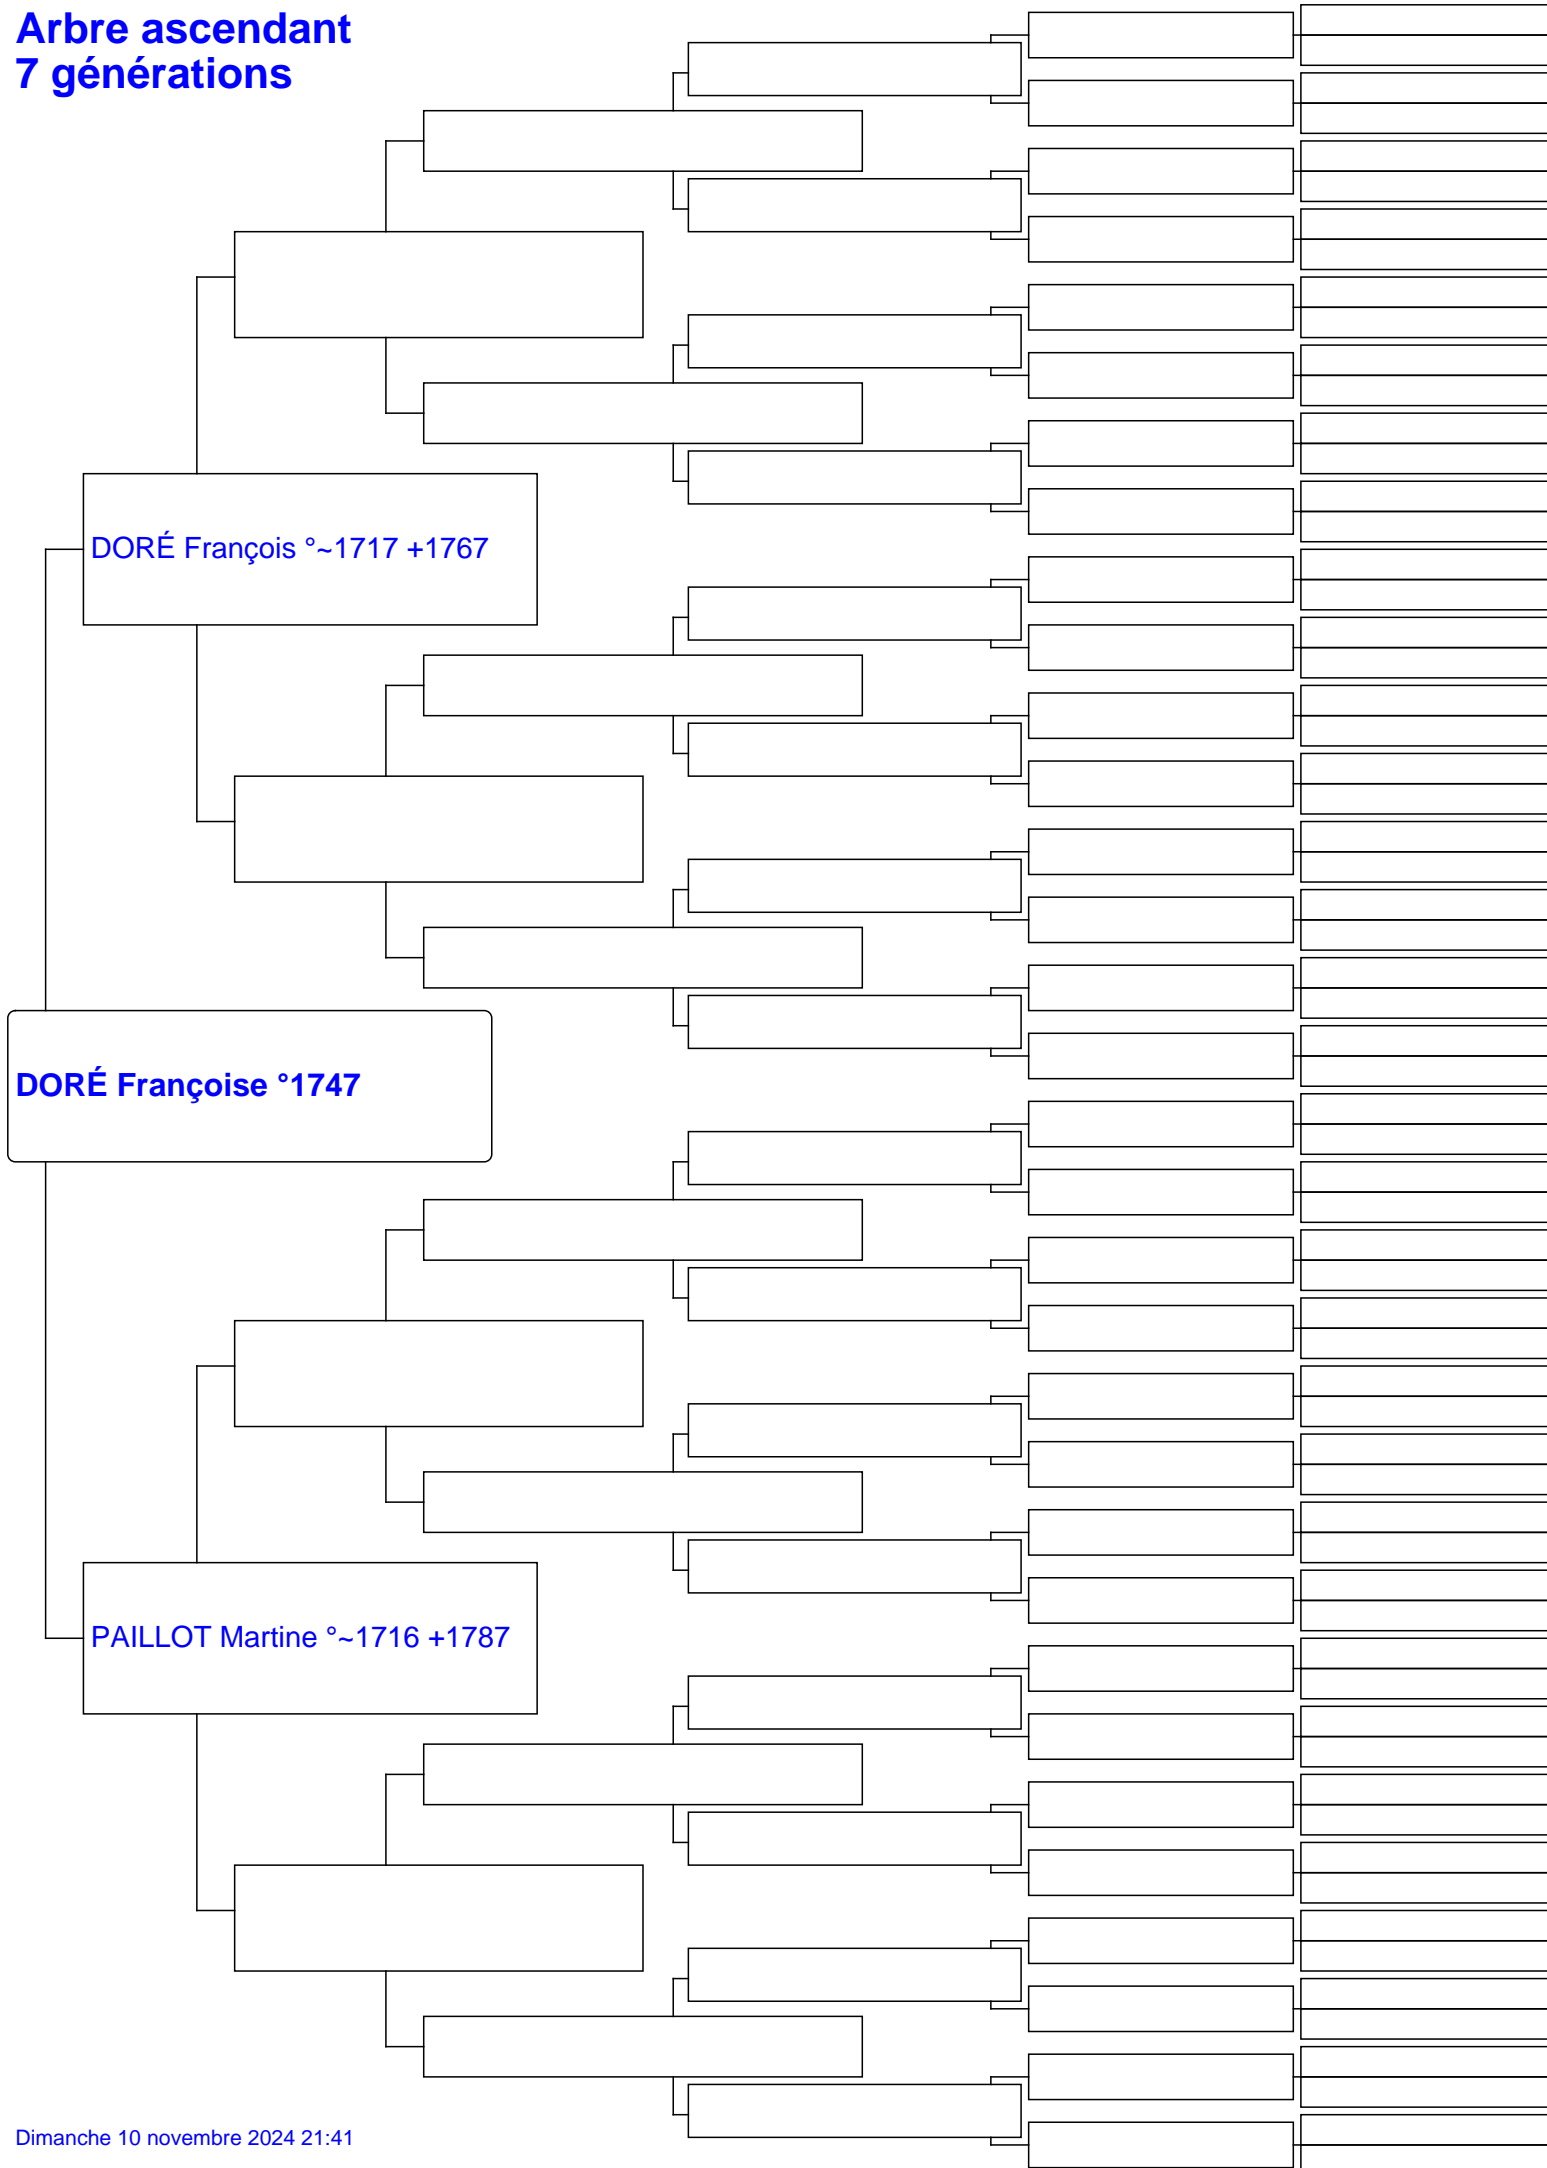 Arbre ascendant
7 générations
DORÉ François °~1717 +1767
DORÉ Françoise °1747
PAILLOT Martine °~1716 +1787
Dimanche 10 novembre 2024 21:41